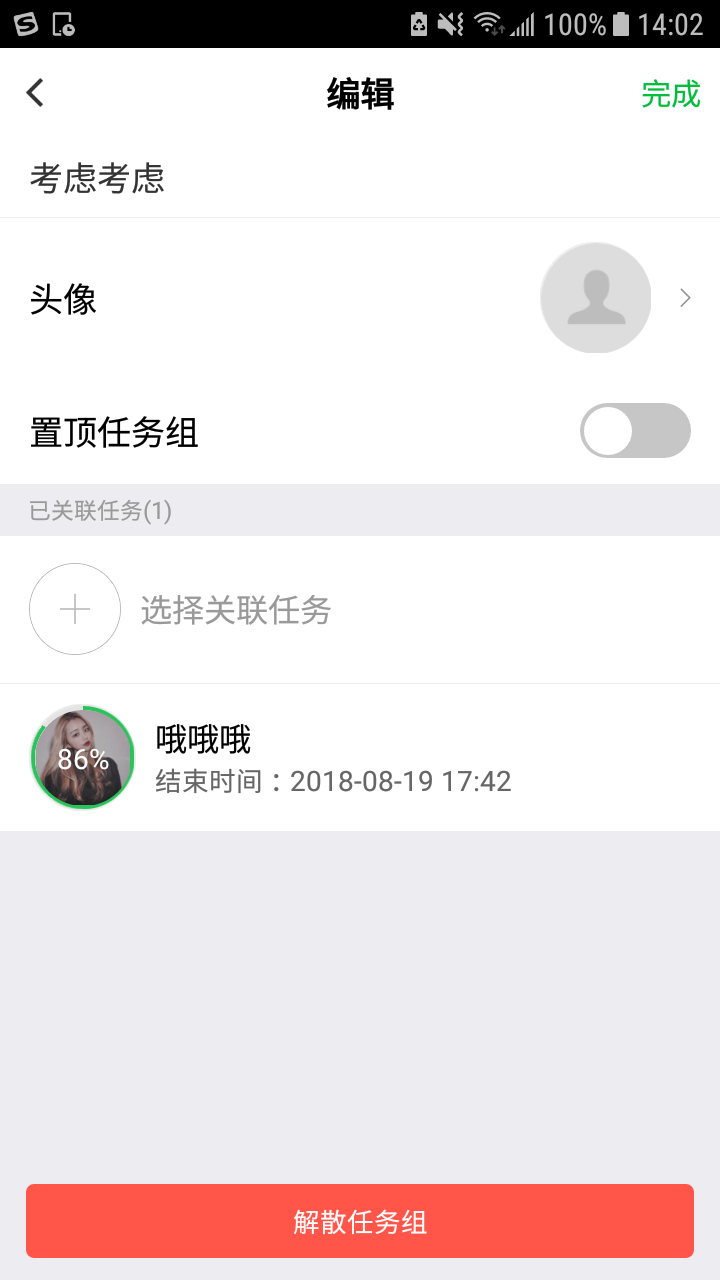 100% 14:02
编辑
完成
考虑考虑
头像
置顶任务组
已关联任务(1)
选择关联任务
86%
哦哦哦
结束时间：2018-08-19 17:42
解散任务组